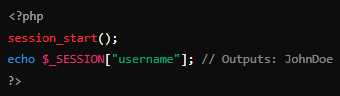 <?php
session_start();
echo $_SESSION["username"]; // Outputs: JohnDoe
?>